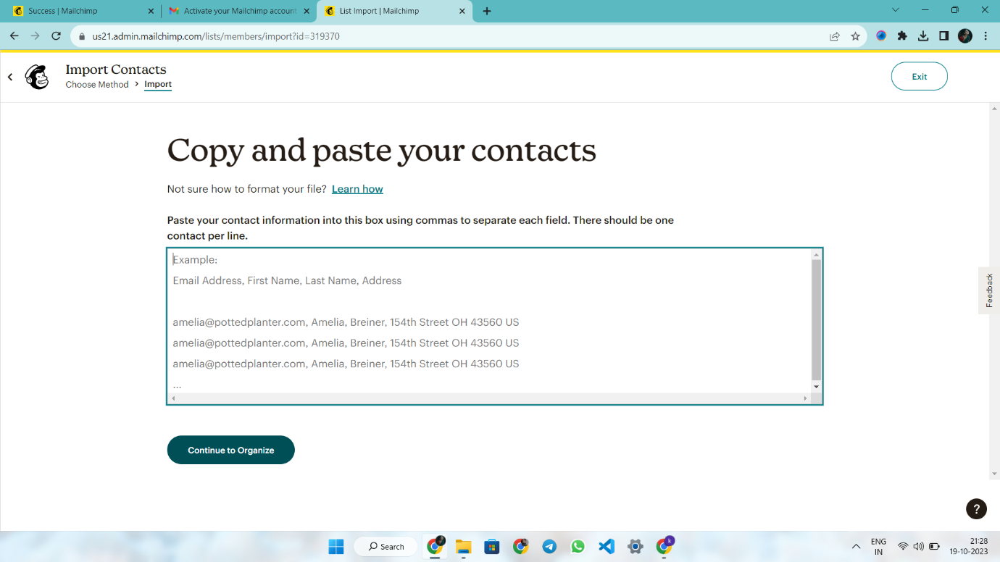 Success | Mailchimp
Activate your Mailchimp account
List Import | Mailchimp
us21.admin.mailchimp.com/lists/members/import?id=319370
Import Contacts
Choose Method > Import
Exit
Copy and paste your contacts
Not sure how to format your file? Learn how
Paste your contact information into this box using commas to separate each field. There should be one
contact per line.
Example:
Email Address, First Name, Last Name, Address
amelia@pottedplanter.com, Amelia, Breiner, 154th Street OH 43560 US
amelia@pottedplanter.com, Amelia, Breiner, 154th Street OH 43560 US
amelia@pottedplanter.com, Amelia, Breiner, 154th Street OH 43560 US
...
Feedback
Continue to Organize
?
Search
k
ENG
IN
21:28
19-10-2023